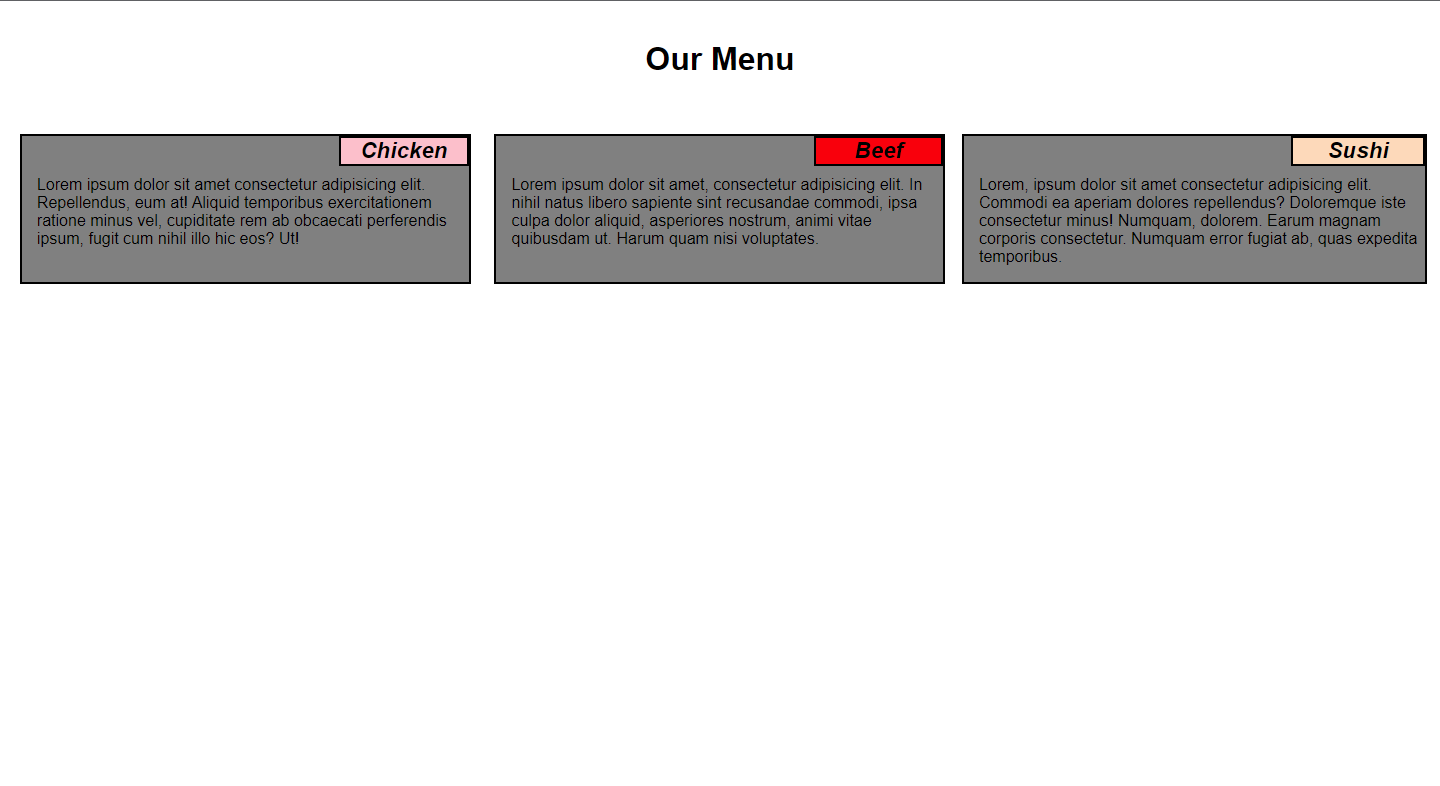 Our Menu
Chicken
Lorem ipsum dolor sit amet consectetur adipisicing elit.
Repellendus, eum at! Aliquid temporibus exercitationem
ratione minus vel, cupiditate rem ab obcaecati perferendis
ipsum, fugit cum nihil illo hic eos? Ut!
Beef
Lorem ipsum dolor sit amet, consectetur adipisicing elit. In
nihil natus libero sapiente sint recusandae commodi, ipsa
culpa dolor aliquid, asperiores nostrum, animi vitae
quibusdam ut. Harum quam nisi voluptates.
Sushi
Lorem, ipsum dolor sit amet consectetur adipisicing elit.
Commodi ea aperiam dolores repellendus? Doloremque iste
consectetur minus! Numquam, dolorem. Earum magnam
corporis consectetur. Numquam error fugiat ab, quas expedita
temporibus.